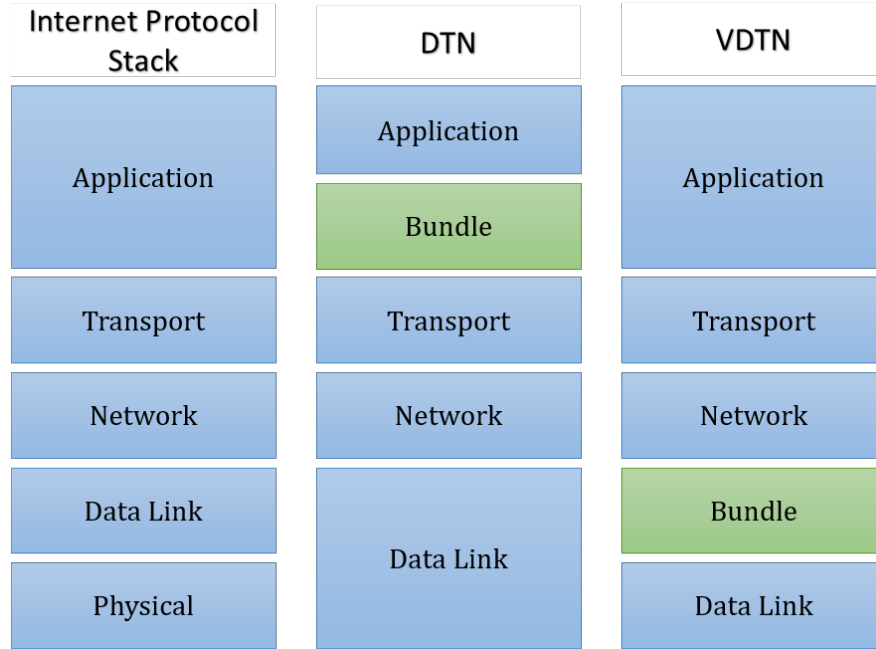 Internet Protocol
Stack
Application
Transport
Network
Data Link
Physical
DTN
Application
Bundle
Transport
Network
Data Link
VDTN
Application
Transport
Network
Bundle
Data Link